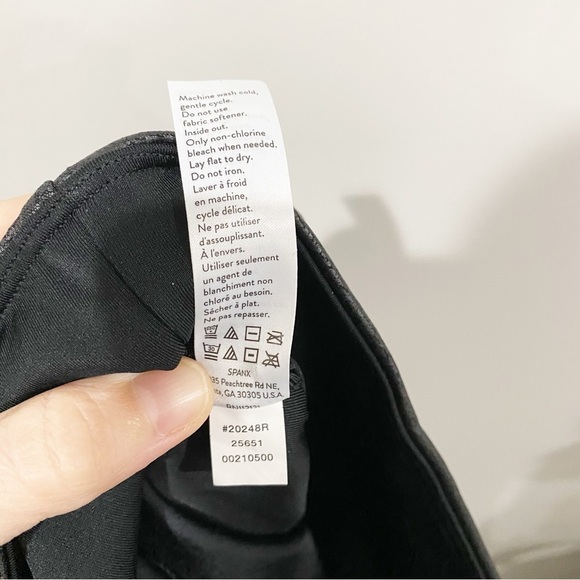 Machine wash cold,
gentle cycle.
Do not use
fabric softener.
Inside out.
Only non-chlorine
bleach when needed.
Lay flat to dry.
Do not iron.
Laver à froid
en machine,
cycle délicat.
Ne pas utiliser
d'assouplissant.
À l'envers.
Utiliser seulement
un agent de
blanchiment non
chloré au besoin.
Sécher à plat.
Ne pas repasser.
30
SPANX
35 Peachtree Rd NE,
GA 30305 U.S.A.
#20248R
25651
00210500